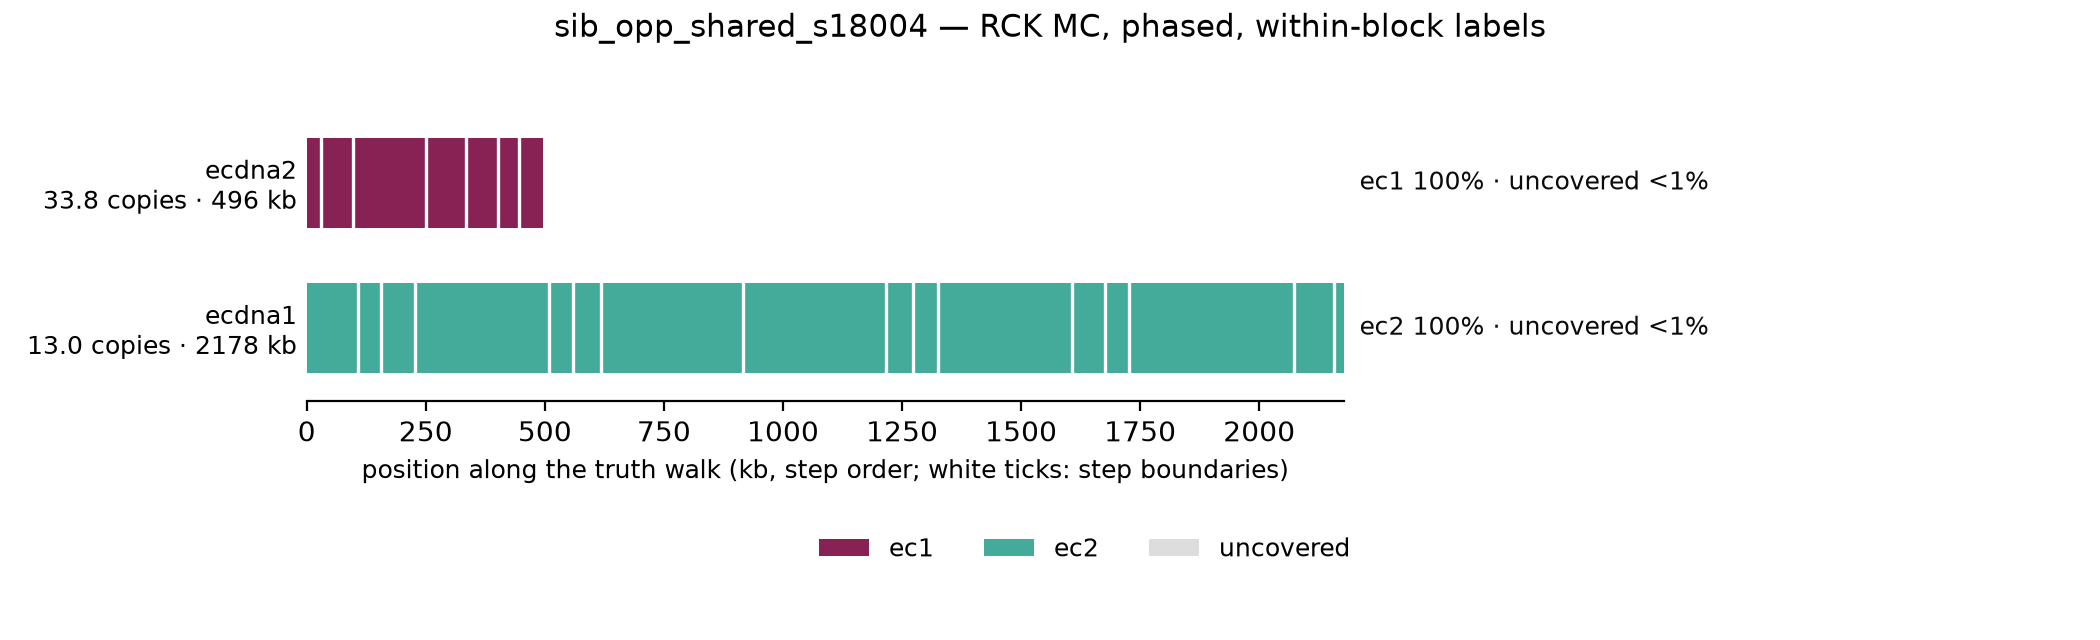 sib_opp_shared_s18004 — RCK MC, phased, within-block labels
ecdna2
33.8 copies · 496 kb
ec1 100% · uncovered <1%
ecdna1
13.0 copies · 2178 kb
ec2 100% · uncovered <1%
0 250 500 750 1000 1250 1500 1750 2000
position along the truth walk (kb, step order; white ticks: step boundaries)
ec1 ec2 uncovered